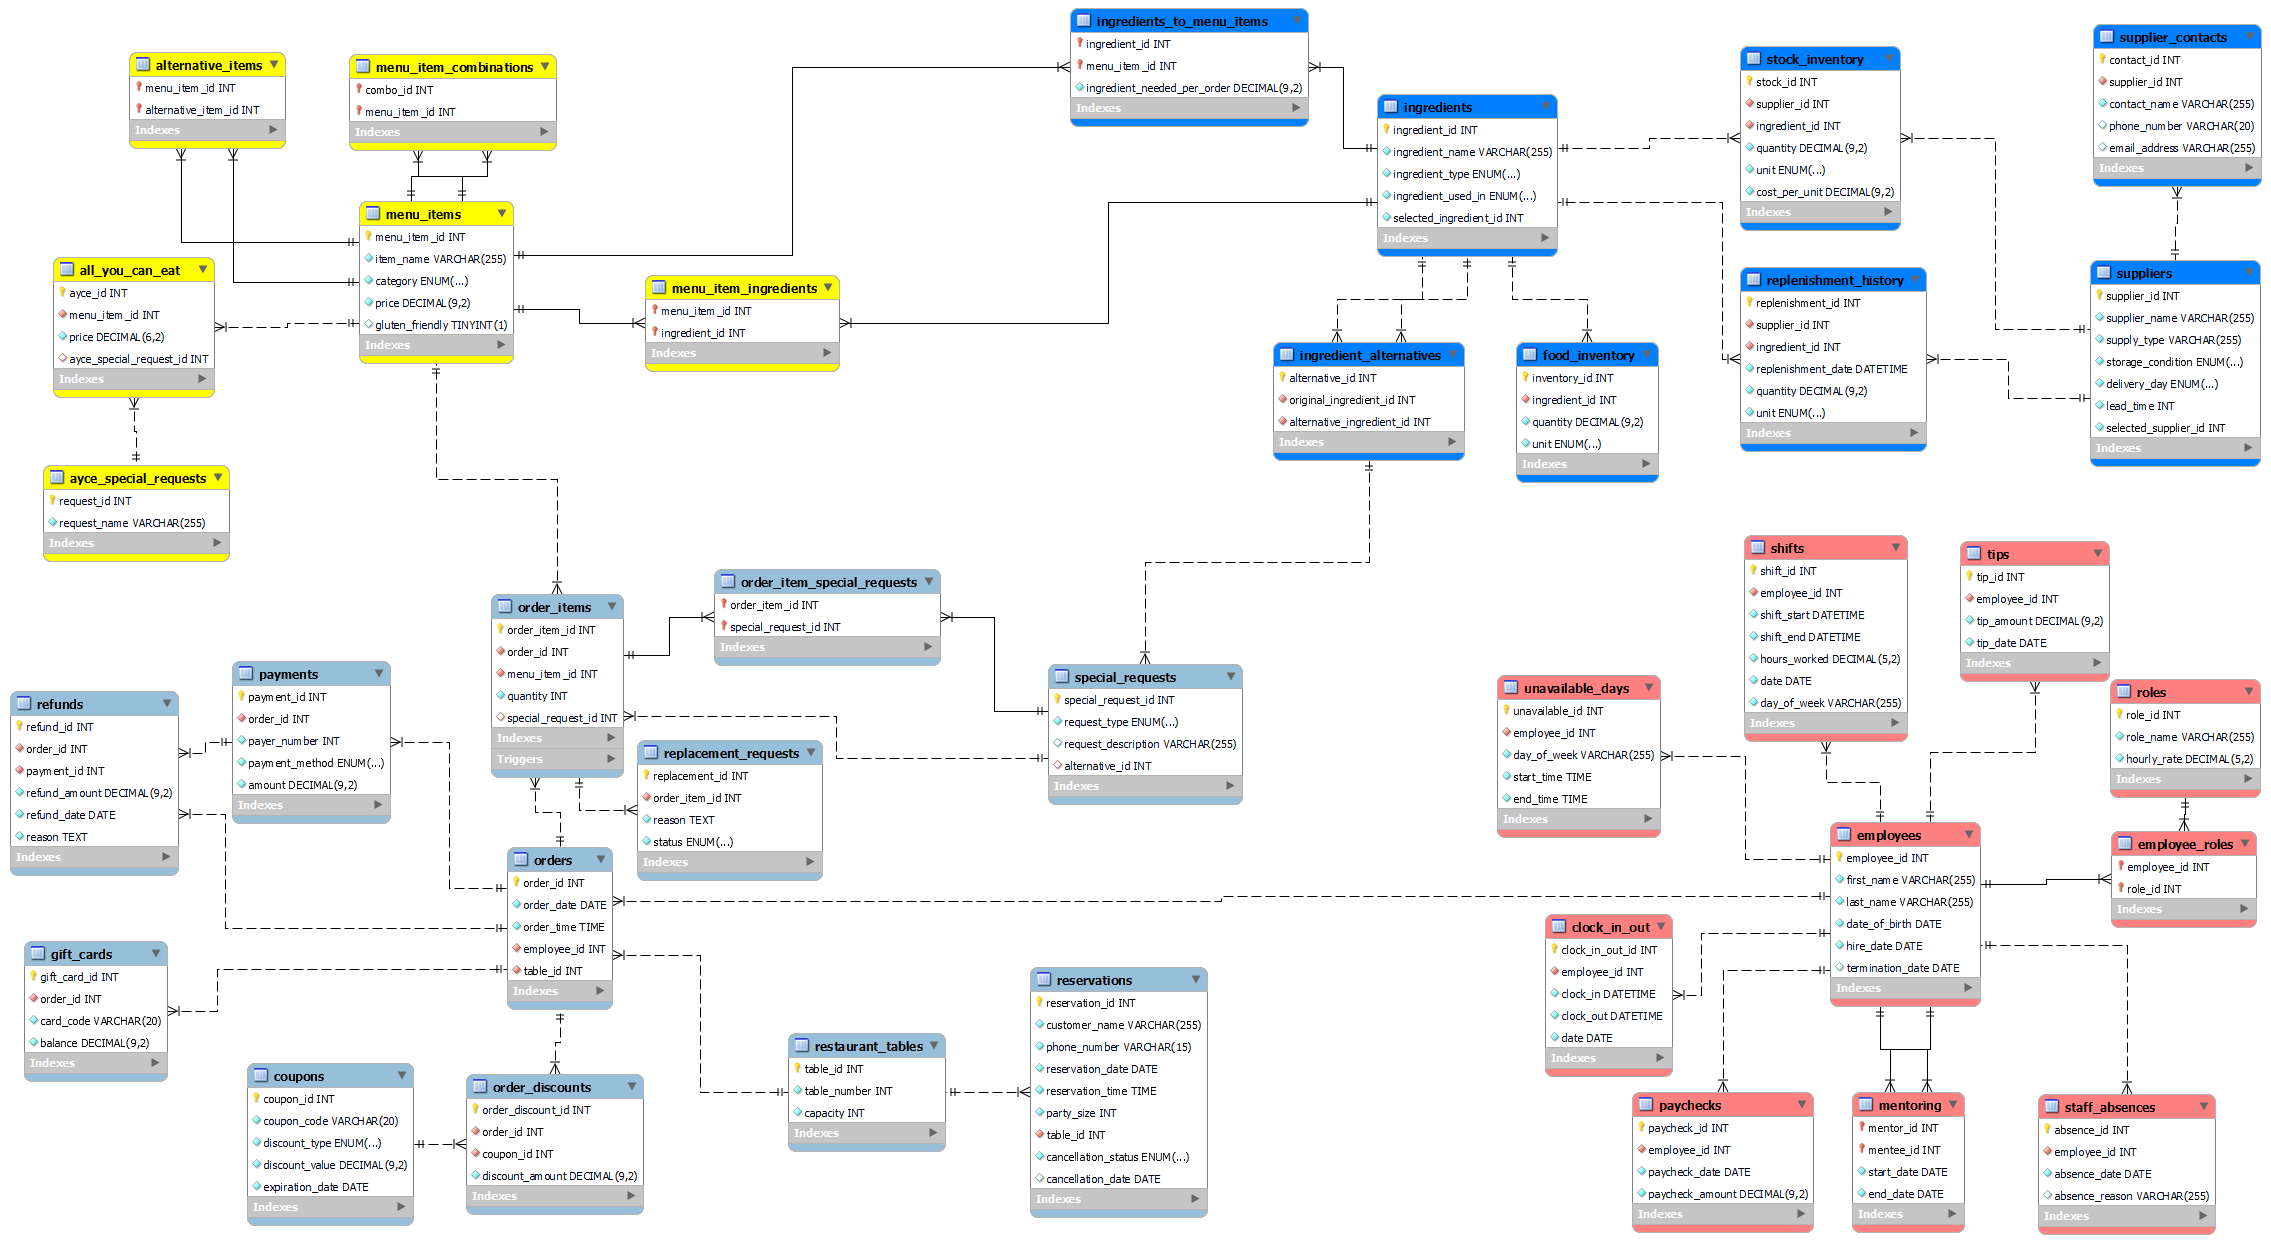 alternative_items
menu_item_id INT
alternative_item_id INT
Indexes
menu_item_combinations
combo_id INT
menu_item_id INT
Indexes
menu_items
menu_item_id INT
item_name VARCHAR(255)
category ENUM(...)
price DECIMAL(9,2)
gluten_friendly TINYINT(1)
Indexes
all_you_can_eat
ayce_id INT
menu_item_id INT
price DECIMAL(6,2)
ayce_special_request_id INT
Indexes
ayce_special_requests
request_id INT
request_name VARCHAR(255)
Indexes
menu_item_ingredients
menu_item_id INT
ingredient_id INT
Indexes
ingredients_to_menu_items
ingredient_id INT
menu_item_id INT
ingredient_needed_per_order DECIMAL(9,2)
Indexes
ingredients
ingredient_id INT
ingredient_name VARCHAR(255)
ingredient_type ENUM(...)
ingredient_used_in ENUM(...)
selected_ingredient_id INT
Indexes
stock_inventory
stock_id INT
supplier_id INT
ingredient_id INT
quantity DECIMAL(9,2)
unit ENUM(...)
cost_per_unit DECIMAL(9,2)
Indexes
supplier_contacts
contact_id INT
supplier_id INT
contact_name VARCHAR(255)
phone_number VARCHAR(20)
email_address VARCHAR(255)
Indexes
replenishment_history
replenishment_id INT
supplier_id INT
ingredient_id INT
replenishment_date DATETIME
quantity DECIMAL(9,2)
unit ENUM(...)
Indexes
suppliers
supplier_id INT
supplier_name VARCHAR(255)
supply_type VARCHAR(255)
storage_condition ENUM(...)
delivery_day ENUM(...)
lead_time INT
selected_supplier_id INT
Indexes
ingredient_alternatives
alternative_id INT
original_ingredient_id INT
alternative_ingredient_id INT
Indexes
food_inventory
inventory_id INT
ingredient_id INT
quantity DECIMAL(9,2)
unit ENUM(...)
Indexes
order_items
order_item_id INT
order_id INT
menu_item_id INT
quantity INT
special_request_id INT
Indexes
Triggers
order_item_special_requests
order_item_id INT
special_request_id INT
Indexes
special_requests
special_request_id INT
request_type ENUM(...)
request_description VARCHAR(255)
alternative_id INT
Indexes
replacement_requests
replacement_id INT
order_item_id INT
reason TEXT
status ENUM(...)
Indexes
payments
payment_id INT
order_id INT
payer_number INT
payment_method ENUM(...)
amount DECIMAL(9,2)
Indexes
refunds
refund_id INT
order_id INT
payment_id INT
refund_amount DECIMAL(9,2)
refund_date DATE
reason TEXT
Indexes
orders
order_id INT
order_date DATE
order_time TIME
employee_id INT
table_id INT
Indexes
gift_cards
gift_card_id INT
order_id INT
card_code VARCHAR(20)
balance DECIMAL(9,2)
Indexes
coupons
coupon_id INT
coupon_code VARCHAR(20)
discount_type ENUM(...)
discount_value DECIMAL(9,2)
expiration_date DATE
Indexes
order_discounts
order_discount_id INT
order_id INT
coupon_id INT
discount_amount DECIMAL(9,2)
Indexes
restaurant_tables
table_id INT
table_number INT
capacity INT
Indexes
reservations
reservation_id INT
customer_name VARCHAR(255)
phone_number VARCHAR(15)
reservation_date DATE
reservation_time TIME
party_size INT
table_id INT
cancellation_status ENUM(...)
cancellation_date DATE
Indexes
shifts
shift_id INT
employee_id INT
shift_start DATETIME
shift_end DATETIME
hours_worked DECIMAL(5,2)
date DATE
day_of_week VARCHAR(255)
Indexes
tips
tip_id INT
employee_id INT
tip_amount DECIMAL(9,2)
tip_date DATE
Indexes
unavailable_days
unavailable_id INT
employee_id INT
day_of_week VARCHAR(255)
start_time TIME
end_time TIME
Indexes
roles
role_id INT
role_name VARCHAR(255)
hourly_rate DECIMAL(5,2)
Indexes
employees
employee_id INT
first_name VARCHAR(255)
last_name VARCHAR(255)
date_of_birth DATE
hire_date DATE
termination_date DATE
Indexes
employee_roles
employee_id INT
role_id INT
Indexes
clock_in_out
clock_in_out_id INT
employee_id INT
clock_in DATETIME
clock_out DATETIME
date DATE
Indexes
paychecks
paycheck_id INT
employee_id INT
paycheck_date DATE
paycheck_amount DECIMAL(9,2)
Indexes
mentoring
mentor_id INT
mentee_id INT
start_date DATE
end_date DATE
Indexes
staff_absences
absence_id INT
employee_id INT
absence_date DATE
absence_reason VARCHAR(255)
Indexes